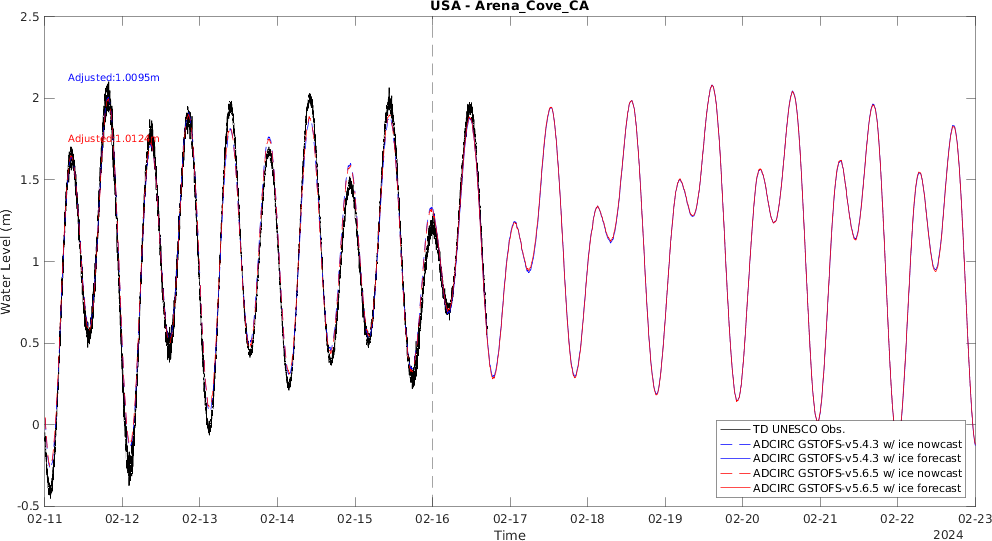 USA - Arena_Cove_CA
2.5
2
1.5
1
0.5
0
-0.5
Water Level (m)
Adjusted:1.0095m
Adjusted:1.0124m
TD UNESCO Obs.
ADCIRC GSTOFS-v5.4.3 w/ ice nowcast
ADCIRC GSTOFS-v5.4.3 w/ ice forecast
ADCIRC GSTOFS-v5.6.5 w/ ice nowcast
ADCIRC GSTOFS-v5.6.5 w/ ice forecast
02-11 02-12 02-13 02-14 02-15 02-16 02-17 02-18 02-19 02-20 02-21 02-22 02-23
Time
2024